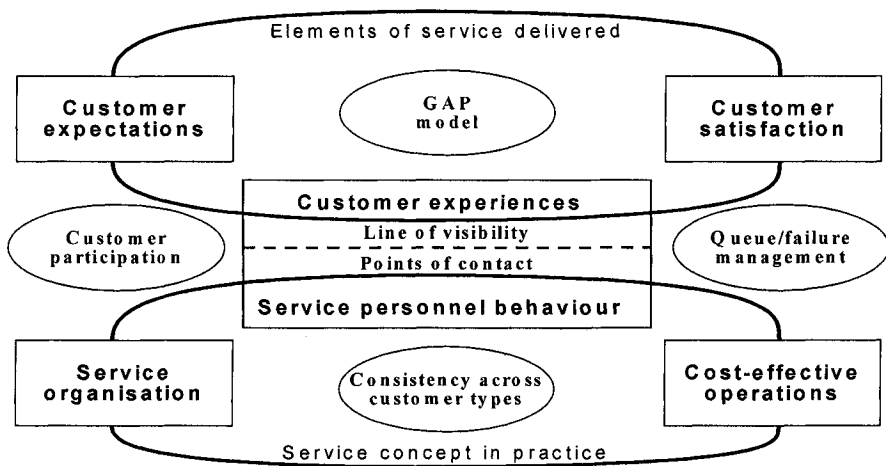 Elements of service delivered
Customer
expectations
GAP
model
Customer
satisfaction
Customer experiences
Line of visibility
Customer
participation
Queue/failure
management
Points of contact
Service personnel behaviour
Service
organisation
Consistency across
customer types
Cost-effective
operations
Service concept in practice